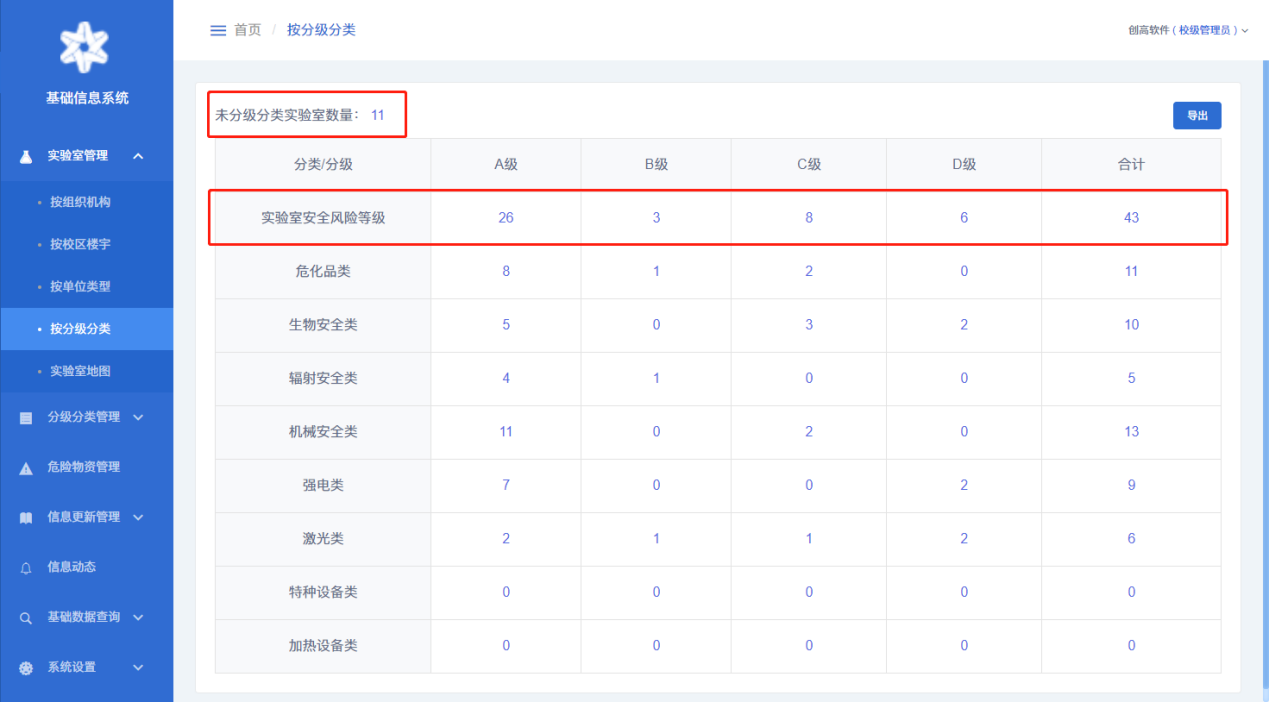 首页 / 按分级分类
创高软件 ( 校级管理员 )
基础信息系统
实验室管理
按组织机构
按校区楼宇
按单位类型
按分级分类
实验室地图
分级分类管理
危险物资管理
信息更新管理
信息动态
基础数据查询
系统设置
未分级分类实验室数量： 11
导出
分类/分级 A级 B级 C级 D级 合计
实验室安全风险等级 26 3 8 6 43
危化品类 8 1 2 0 11
生物安全类 5 0 3 2 10
辐射安全类 4 1 0 0 5
机械安全类 11 0 2 0 13
强电类 7 0 0 2 9
激光类 2 1 1 2 6
特种设备类 0 0 0 0 0
加热设备类 0 0 0 0 0